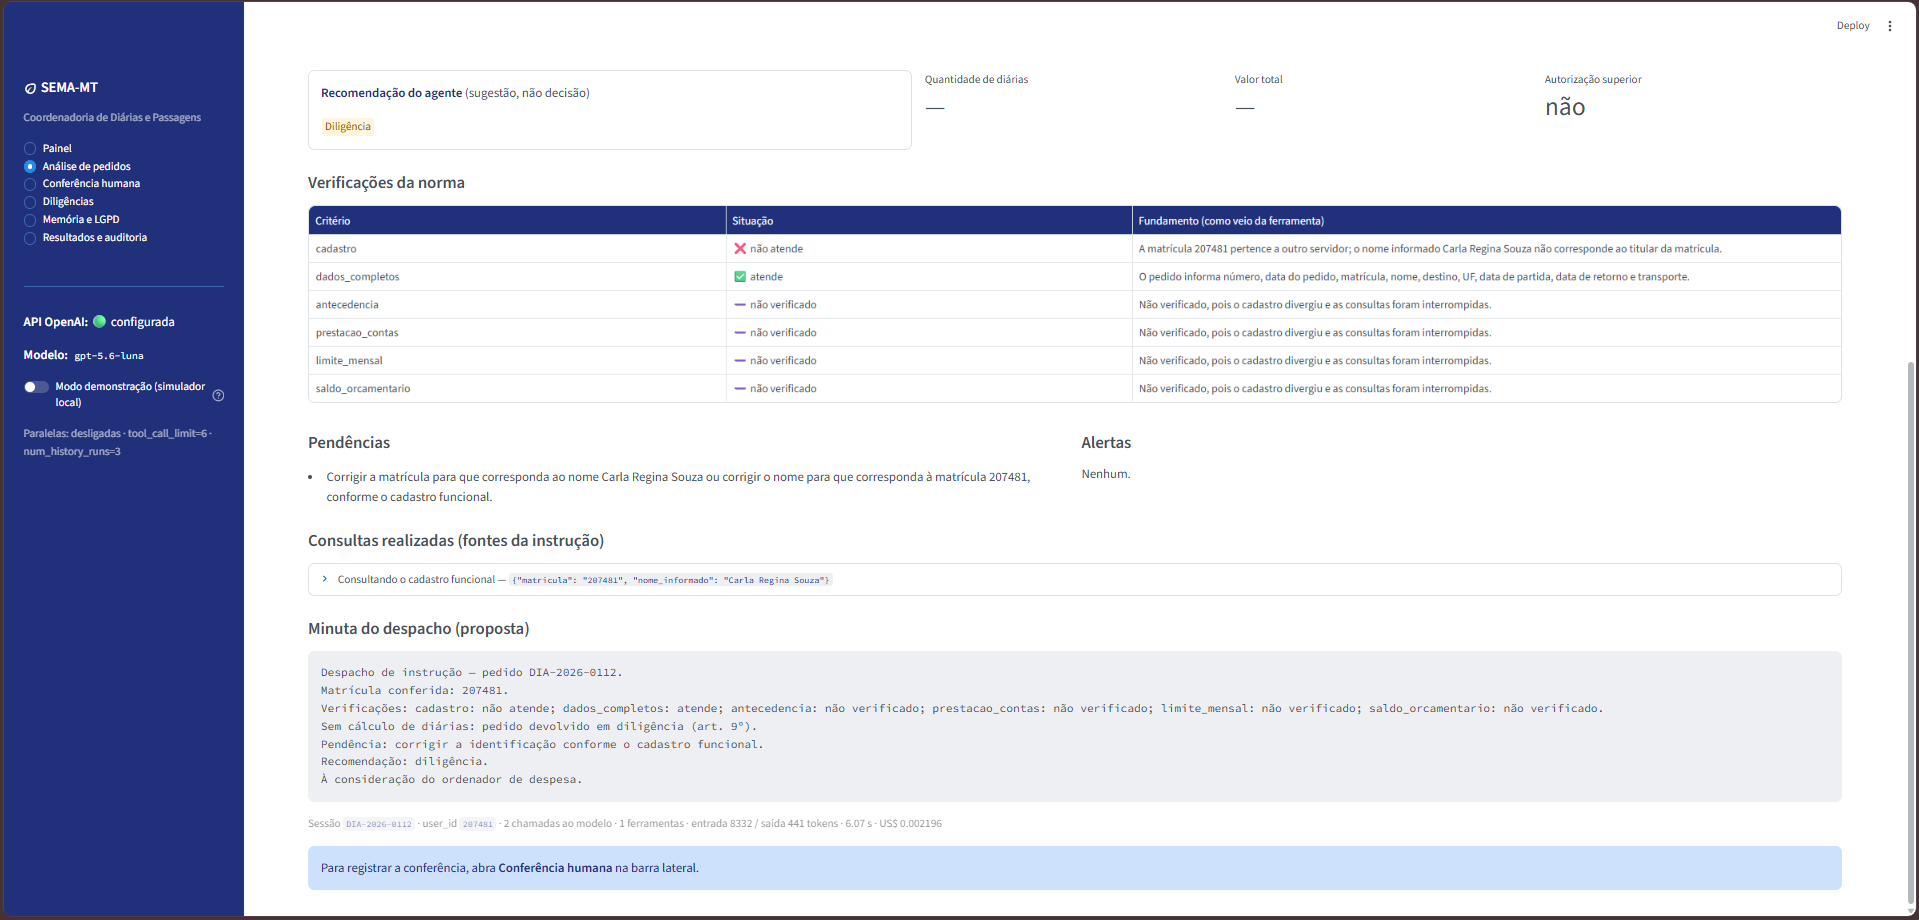 Deploy
SEMA-MT
Coordenadoria de Diárias e Passagens
Painel
Análise de pedidos
Conferência humana
Diligências
Memória e LGPD
Resultados e auditoria
API OpenAI: configurada
Modelo: gpt-5.6-luna
Modo demonstração (simulador
local)
Paralelas: desligadas · tool_call_limit=6 ·
num_history_runs=3
Recomendação do agente (sugestão, não decisão)
Diligência
Quantidade de diárias
—
Valor total
—
Autorização superior
não
Verificações da norma
Critério Situação Fundamento (como veio da ferramenta)
cadastro ❌ não atende A matrícula 207481 pertence a outro servidor; o nome informado Carla Regina Souza não corresponde ao titular da matrícula.
dados_completos ✅ atende O pedido informa número, data do pedido, matrícula, nome, destino, UF, data de partida, data de retorno e transporte.
antecedencia — não verificado Não verificado, pois o cadastro divergiu e as consultas foram interrompidas.
prestacao_contas — não verificado Não verificado, pois o cadastro divergiu e as consultas foram interrompidas.
limite_mensal — não verificado Não verificado, pois o cadastro divergiu e as consultas foram interrompidas.
saldo_orcamentario — não verificado Não verificado, pois o cadastro divergiu e as consultas foram interrompidas.
Pendências
• Corrigir a matrícula para que corresponda ao nome Carla Regina Souza ou corrigir o nome para que corresponda à matrícula 207481,
conforme o cadastro funcional.
Alertas
Nenhum.
Consultas realizadas (fontes da instrução)
Consultando o cadastro funcional — {"matricula": "207481", "nome_informado": "Carla Regina Souza"}
Minuta do despacho (proposta)
Despacho de instrução — pedido DIA-2026-0112.
Matrícula conferida: 207481.
Verificações: cadastro: não atende; dados_completos: atende; antecedencia: não verificado; prestacao_contas: não verificado; limite_mensal: não verificado; saldo_orcamentario: não verificado.
Sem cálculo de diárias: pedido devolvido em diligência (art. 9º).
Pendência: corrigir a identificação conforme o cadastro funcional.
Recomendação: diligência.
À consideração do ordenador de despesa.
Sessão DIA-2026-0112 · user_id 207481 · 2 chamadas ao modelo · 1 ferramentas · entrada 8332 / saída 441 tokens · 6.07 s · US$ 0.002196
Para registrar a conferência, abra Conferência humana na barra lateral.